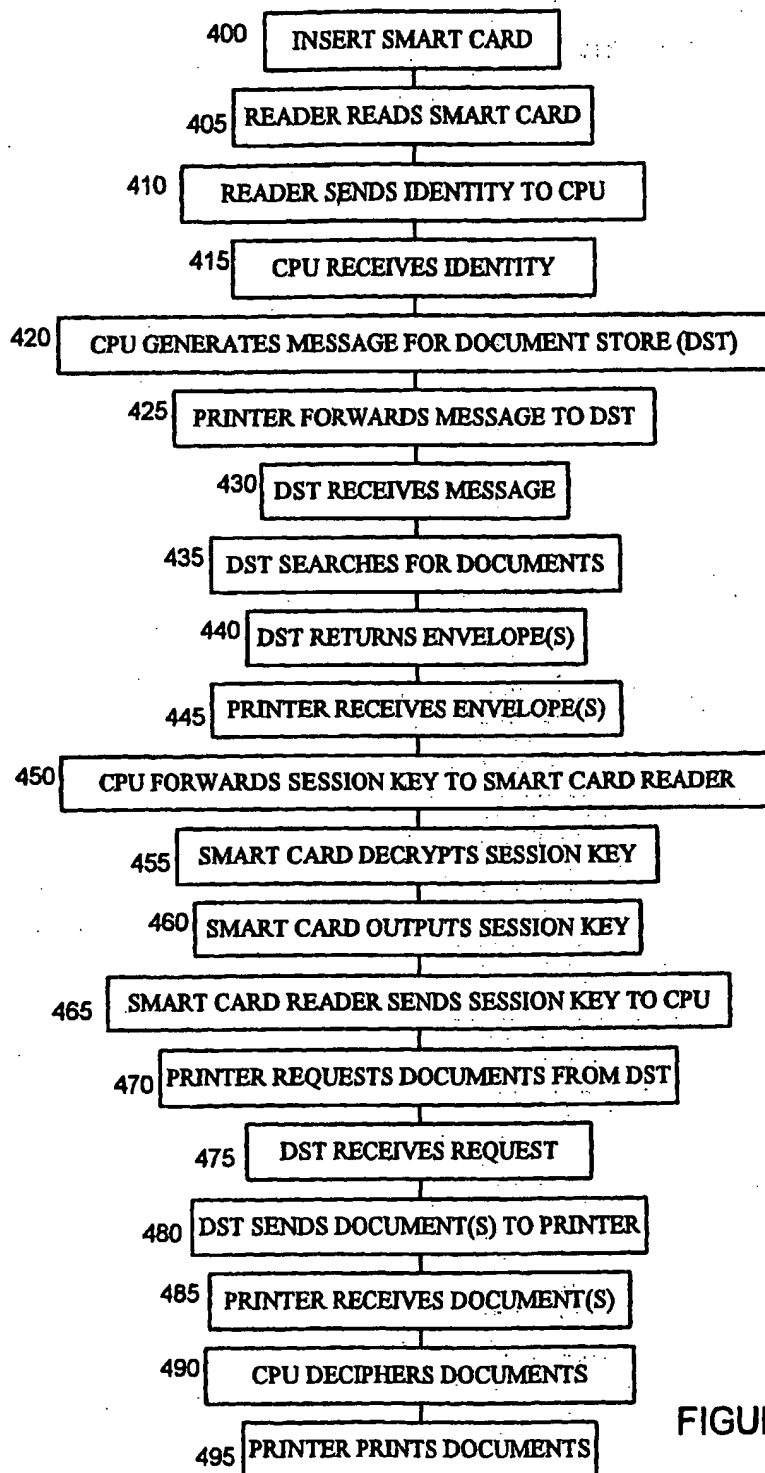 400 INSERT SMART CARD
405 READER READS SMART CARD
410 READER SENDS IDENTITY TO CPU
415 CPU RECEIVES IDENTITY
420 CPU GENERATES MESSAGE FOR DOCUMENT STORE (DST)
425 PRINTER FORWARDS MESSAGE TO DST
430 DST RECEIVES MESSAGE
435 DST SEARCHES FOR DOCUMENTS
440 DST RETURNS ENVELOPE(S)
445 PRINTER RECEIVES ENVELOPE(S)
450 CPU FORWARDS SESSION KEY TO SMART CARD READER
455 SMART CARD DECRYPTS SESSION KEY
460 SMART CARD OUTPUTS SESSION KEY
465 SMART CARD READER SENDS SESSION KEY TO CPU
470 PRINTER REQUESTS DOCUMENTS FROM DST
475 DST RECEIVES REQUEST
480 DST SENDS DOCUMENT(S) TO PRINTER
485 PRINTER RECEIVES DOCUMENT(S)
490 CPU DECIPHERS DOCUMENTS
495 PRINTER PRINTS DOCUMENTS